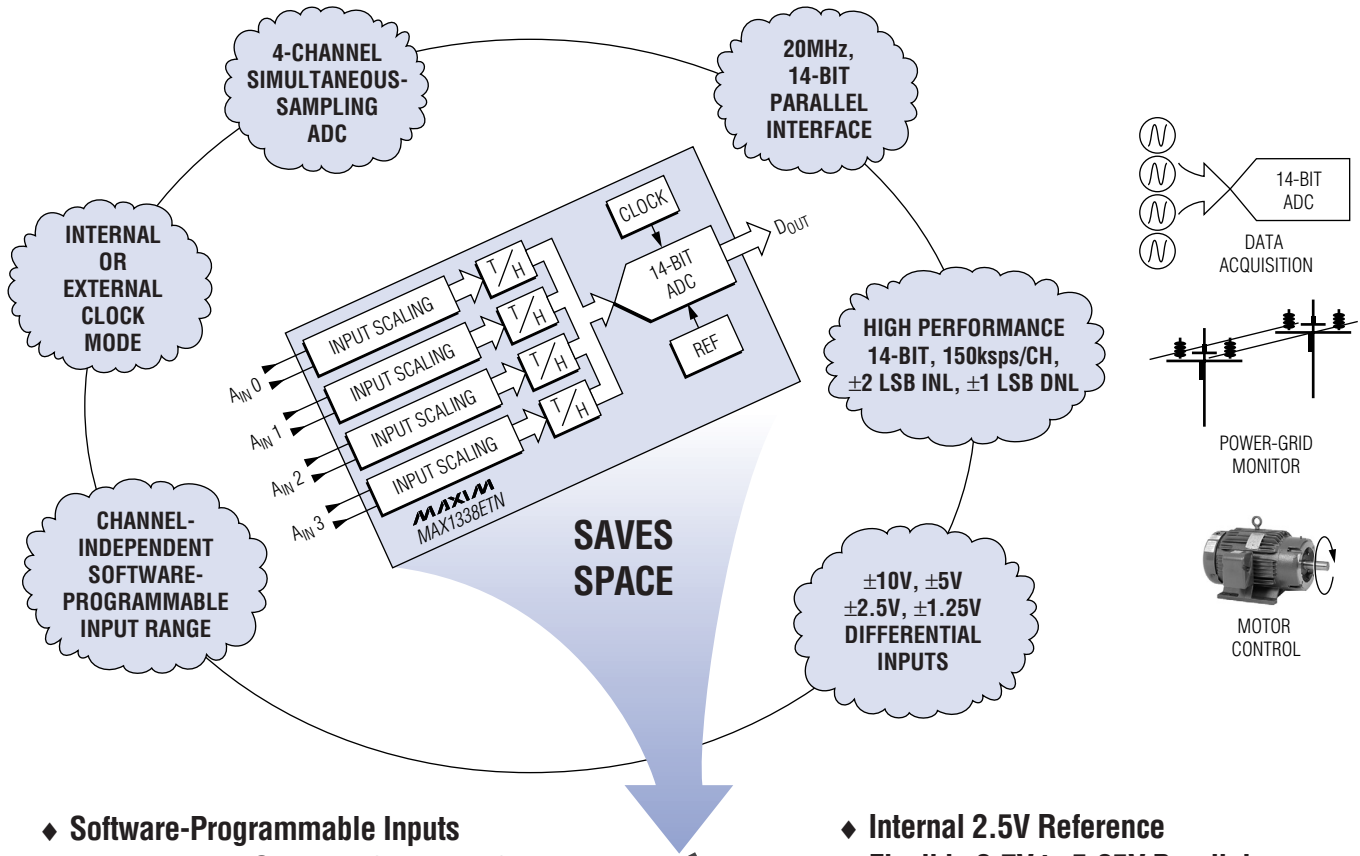 4-CHANNEL
SIMULTANEOUS-
SAMPLING
ADC
20MHz,
14-BIT
PARALLEL
INTERFACE
INTERNAL
OR
EXTERNAL
CLOCK
MODE
HIGH PERFORMANCE
14-BIT, 150ksps/CH,
±2 LSB INL, ±1 LSB DNL
CHANNEL-
INDEPENDENT
SOFTWARE-
PROGRAMMABLE
INPUT RANGE
±10V, ±5V
±2.5V, ±1.25V
DIFFERENTIAL
INPUTS
AIN 0
AIN 1
AIN 2
AIN 3
INPUT SCALING
INPUT SCALING
INPUT SCALING
INPUT SCALING
T/H
T/H
T/H
T/H
CLOCK
14-BIT
ADC
REF
DOUT
MAXIM
MAX1338ETN
SAVES
SPACE
14-BIT
ADC
DATA
ACQUISITION
POWER-GRID
MONITOR
MOTOR
CONTROL
♦ Software-Programmable Inputs
♦ Internal 2.5V Reference